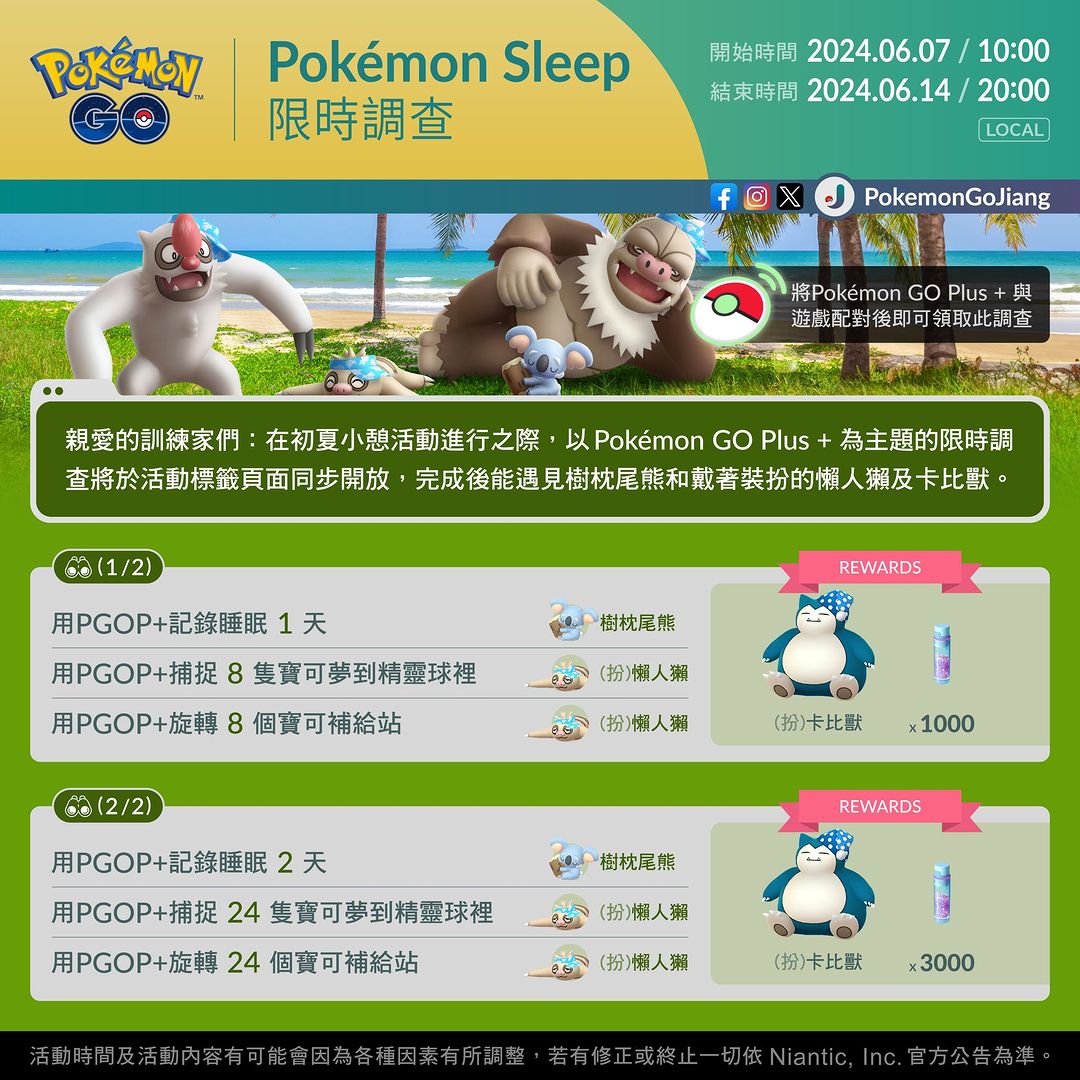 POKÉMON
GO
TM
Pokémon Sleep
限時調查
開始時間 2024.06.07 / 10:00
結束時間 2024.06.14 / 20:00
LOCAL
PokemonGoJiang
將Pokémon GO Plus + 與
遊戲配對後即可領取此調查
親愛的訓練家們：在初夏小憩活動進行之際，以 Pokémon GO Plus + 為主題的限時調
查將於活動標籤頁面同步開放，完成後能遇見樹枕尾熊和戴著裝扮的懶人獺及卡比獸。
(1/2)
REWARDS
用PGOP+記錄睡眠 1 天 樹枕尾熊
用PGOP+捕捉 8 隻寶可夢到精靈球裡 (扮)懶人獺
用PGOP+旋轉 8 個寶可補給站 (扮)懶人獺
(扮)卡比獸 x 1000
(2/2)
REWARDS
用PGOP+記錄睡眠 2 天 樹枕尾熊
用PGOP+捕捉 24 隻寶可夢到精靈球裡 (扮)懶人獺
用PGOP+旋轉 24 個寶可補給站 (扮)懶人獺
(扮)卡比獸 x 3000
活動時間及活動內容有可能會因為各種因素有所調整，若有修正或終止一切依 Niantic, Inc. 官方公告為準。